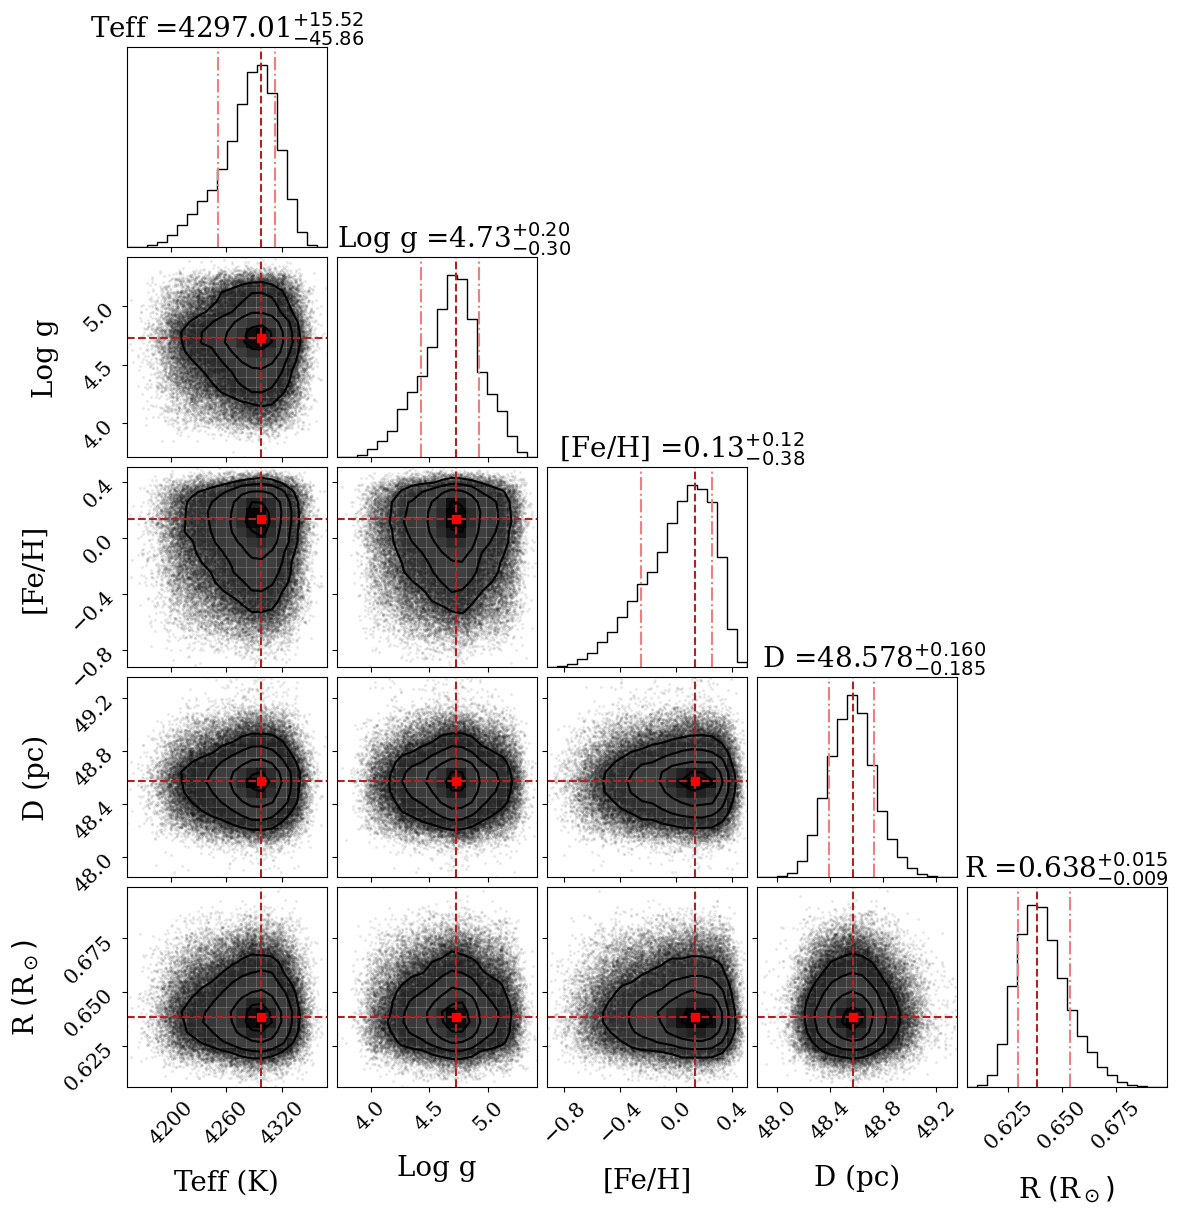 Teff =4297.01+15.52
−45.86
Log g =4.73+0.20
−0.30
Log g
5.0
4.5
4.0
[Fe/H] =0.13+0.12
−0.38
[Fe/H]
0.4
0.0
−0.4
−0.8
D =48.578+0.160
−0.185
D (pc)
49.2
48.8
48.4
48.0
R =0.638+0.015
−0.009
R (R⊙)
0.675
0.650
0.625
4200 4260 4320 4.0 4.5 5.0 −0.8 −0.4 0.0 0.4 48.0 48.4 48.8 49.2 0.625 0.650 0.675
Teff (K) Log g [Fe/H] D (pc) R (R⊙)